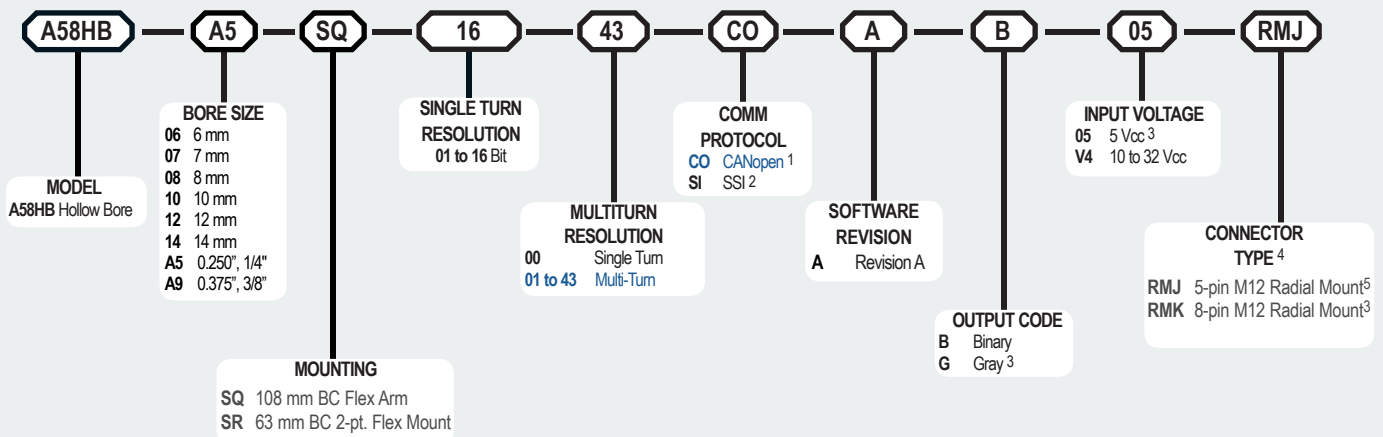 A58HB A5 SQ 16 43 CO A B 05 RMJ
MODEL
A58HB Hollow Bore
BORE SIZE
06 6 mm
07 7 mm
08 8 mm
10 10 mm
12 12 mm
14 14 mm
A5 0.250", 1/4"
A9 0.375", 3/8"
MOUNTING
SQ 108 mm BC Flex Arm
SR 63 mm BC 2-pt. Flex Mount
SINGLE TURN
RESOLUTION
01 to 16 Bit
MULTITURN
RESOLUTION
00 Single Turn
01 to 43 Multi-Turn
COMM
PROTOCOL
CO CANopen 1
SI SSI 2
SOFTWARE
REVISION
A Revision A
OUTPUT CODE
B Binary
G Gray 3
INPUT VOLTAGE
05 5 Vcc 3
V4 10 to 32 Vcc
CONNECTOR
TYPE 4
RMJ 5-pin M12 Radial Mount5
RMK 8-pin M12 Radial Mount3